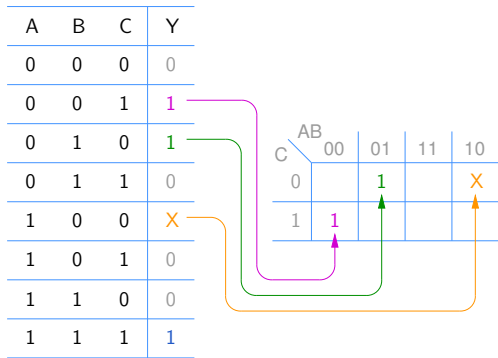 A B C Y
0 0 0 0
0 0 1 1
0 1 0 1
0 1 1 0
1 0 0 X
1 0 1 0
1 1 0 0
1 1 1 1
AB
C 00 01 11 10
0 1 X
1 1